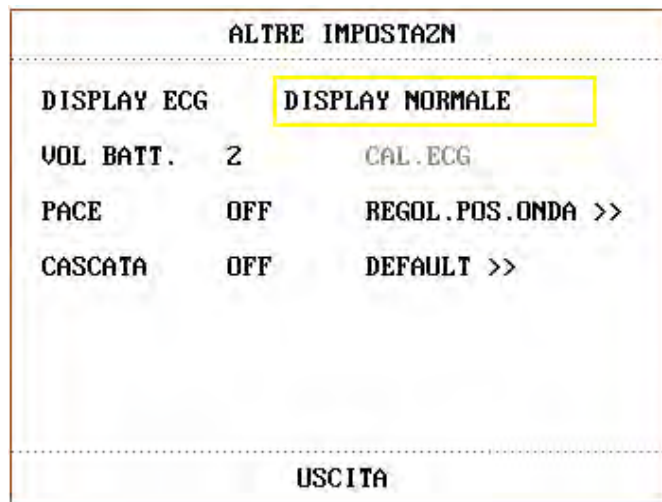 ALTRE IMPOSTAZN
DISPLAY ECG DISPLAY NORMALE
VOL BATT. 2 CAL.ECG
PACE OFF REGOL.POS.ONDA >>
CASCATA OFF DEFAULT >>
USCITA